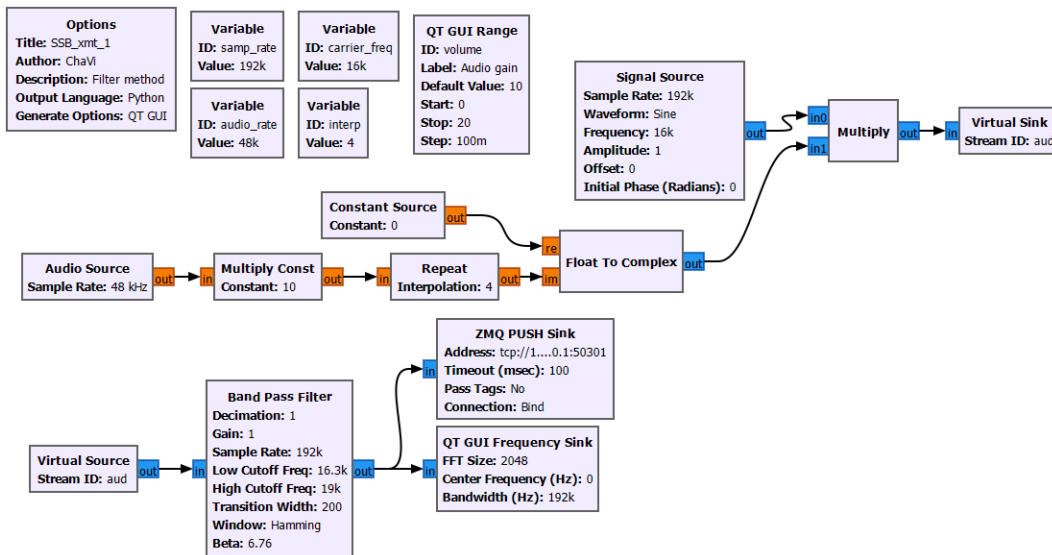 Options
Title: SSB_xmt_1
Author: ChaVi
Description: Filter method
Output Language: Python
Generate Options: QT GUI
Variable
ID: samp_rate
Value: 192k
Variable
ID: carrier_freq
Value: 16k
QT GUI Range
ID: volume
Label: Audio gain
Default Value: 10
Start: 0
Stop: 20
Step: 100m
Variable
ID: audio_rate
Value: 48k
Variable
ID: interp
Value: 4
Signal Source
Sample Rate: 192k
Waveform: Sine
Frequency: 16k
Amplitude: 1
Offset: 0
Initial Phase (Radians): 0
out
in0
in1
Multiply
out
in
Virtual Sink
Stream ID: aud
Constant Source
Constant: 0
out
re
im
Float To Complex
out
Audio Source
Sample Rate: 48 kHz
out
in
Multiply Const
Constant: 10
out
in
Repeat
Interpolation: 4
out
ZMQ PUSH Sink
Address: tcp://1....0.1:50301
Timeout (msec): 100
Pass Tags: No
Connection: Bind
in
Virtual Source
Stream ID: aud
out
in
Band Pass Filter
Decimation: 1
Gain: 1
Sample Rate: 192k
Low Cutoff Freq: 16.3k
High Cutoff Freq: 19k
Transition Width: 200
Window: Hamming
Beta: 6.76
out
in
QT GUI Frequency Sink
FFT Size: 2048
Center Frequency (Hz): 0
Bandwidth (Hz): 192k